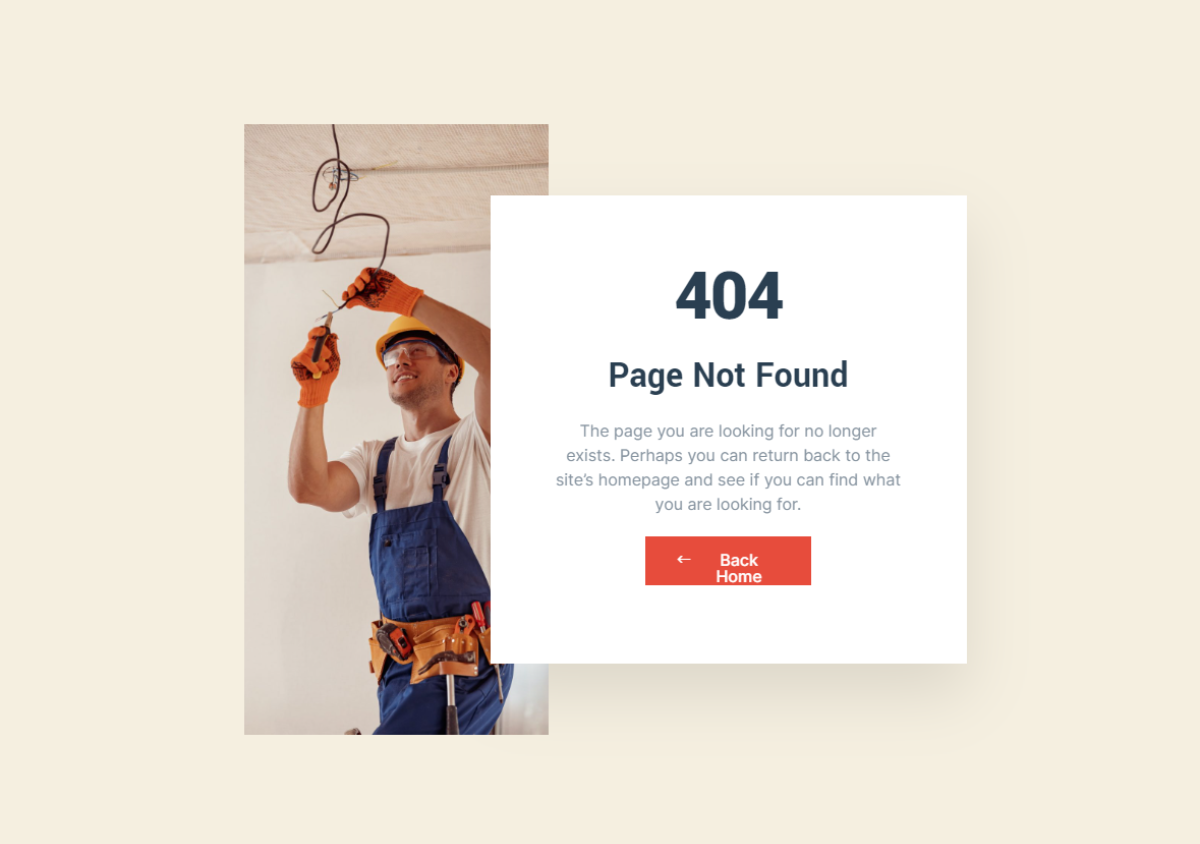 404
Page Not Found
The page you are looking for no longer
exists. Perhaps you can return back to the
site's homepage and see if you can find what
you are looking for.
← Back
Home